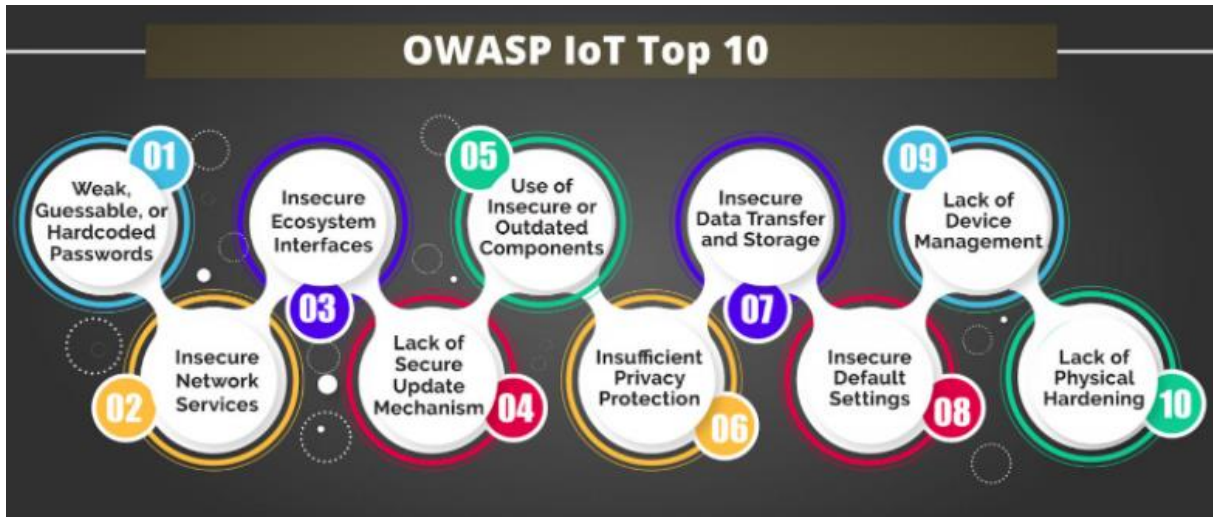 OWASP IoT Top 10
01
Weak,
Guessable, or
Hardcoded
Passwords
02
Insecure
Network
Services
03
Insecure
Ecosystem
Interfaces
04
Lack of
Secure
Update
Mechanism
05
Use of
Insecure or
Outdated
Components
06
Insufficient
Privacy
Protection
07
Insecure
Data Transfer
and Storage
08
Insecure
Default
Settings
09
Lack of
Device
Management
10
Lack of
Physical
Hardening